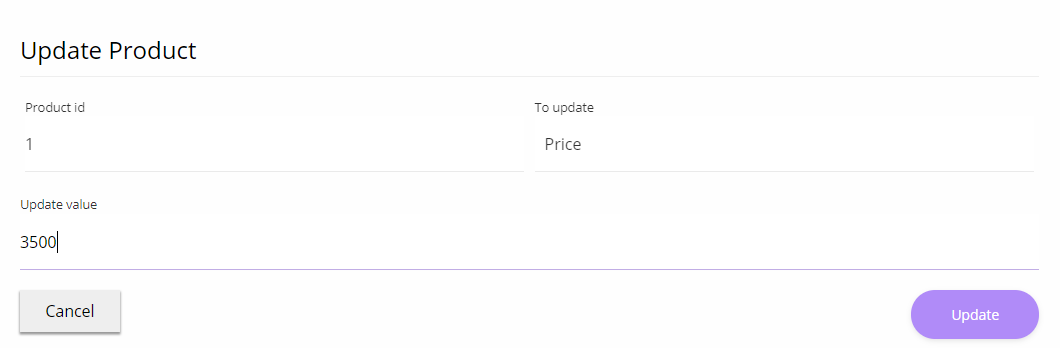 Update Product
Product id To update
1 Price
Update value
3500
Cancel Update